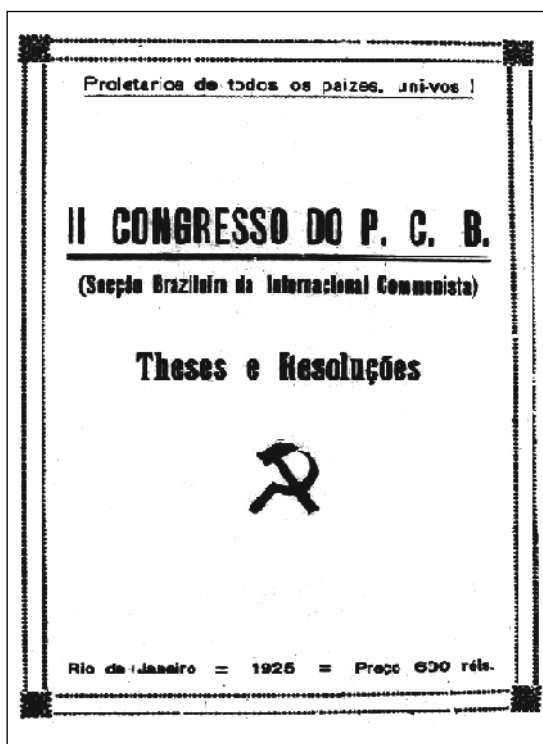 Proletarios de todos os paizes, uni-vos !
II CONGRESSO DO P. C. B.
(Secção Brazileira da Internacional Communista)
Theses e Resoluções
Rio de Janeiro = 1925 = Preço 600 réis.